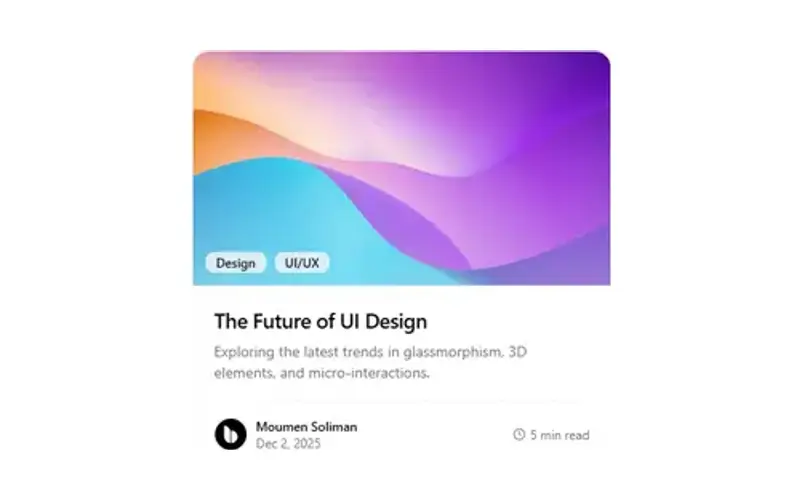 Design
UI/UX
The Future of UI Design
Exploring the latest trends in glassmorphism, 3D
elements, and micro-interactions.
Moumen Soliman
Dec 2, 2025
5 min read